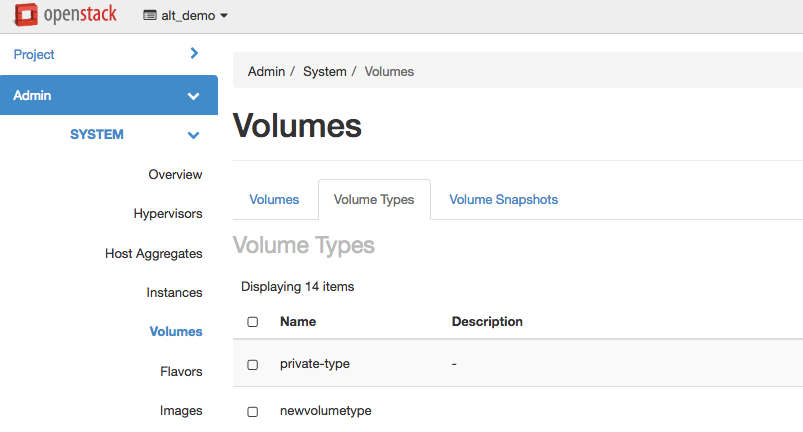 openstack alt_demo
Project
Admin
SYSTEM
Overview
Hypervisors
Host Aggregates
Instances
Volumes
Flavors
Images
Admin / System / Volumes
Volumes
Volumes Volume Types Volume Snapshots
Volume Types
Displaying 14 items
Name Description
private-type -
newvolumetype